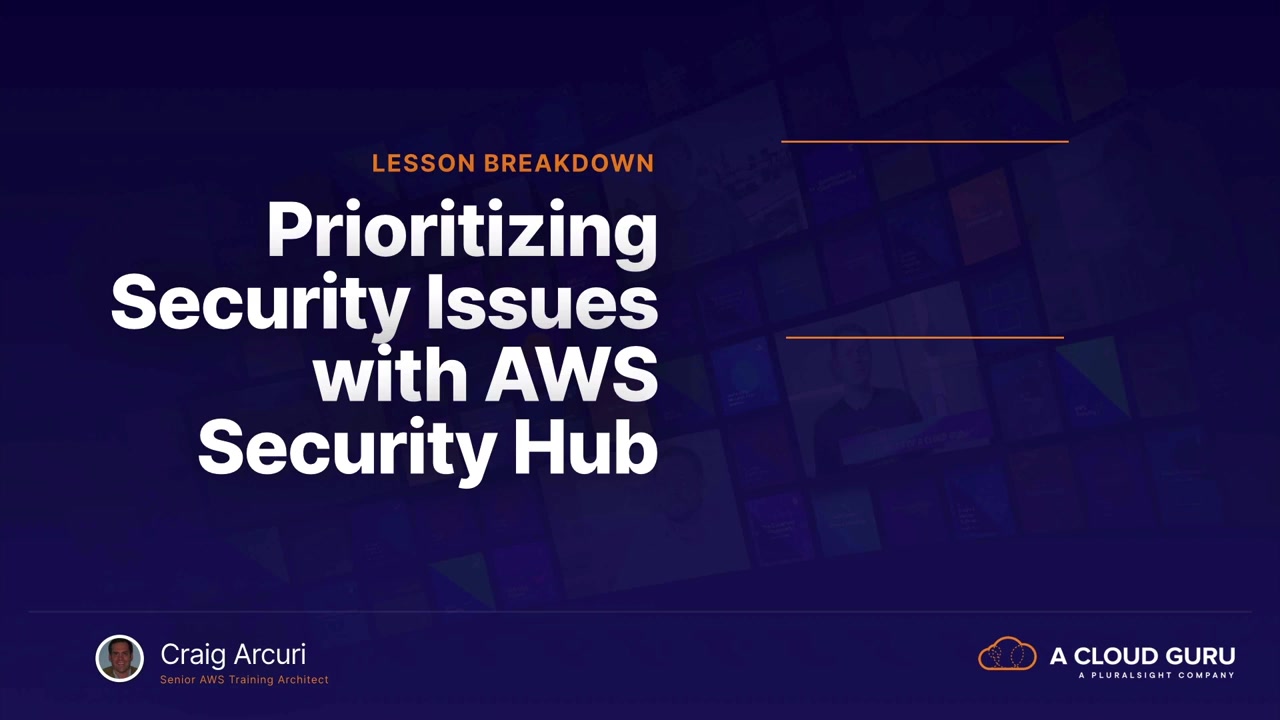 LESSON BREAKDOWN
Prioritizing
Security Issues
with AWS
Security Hub
Craig Arcuri
Senior AWS Training Architect
A CLOUD GURU
A PLURALSIGHT COMPANY